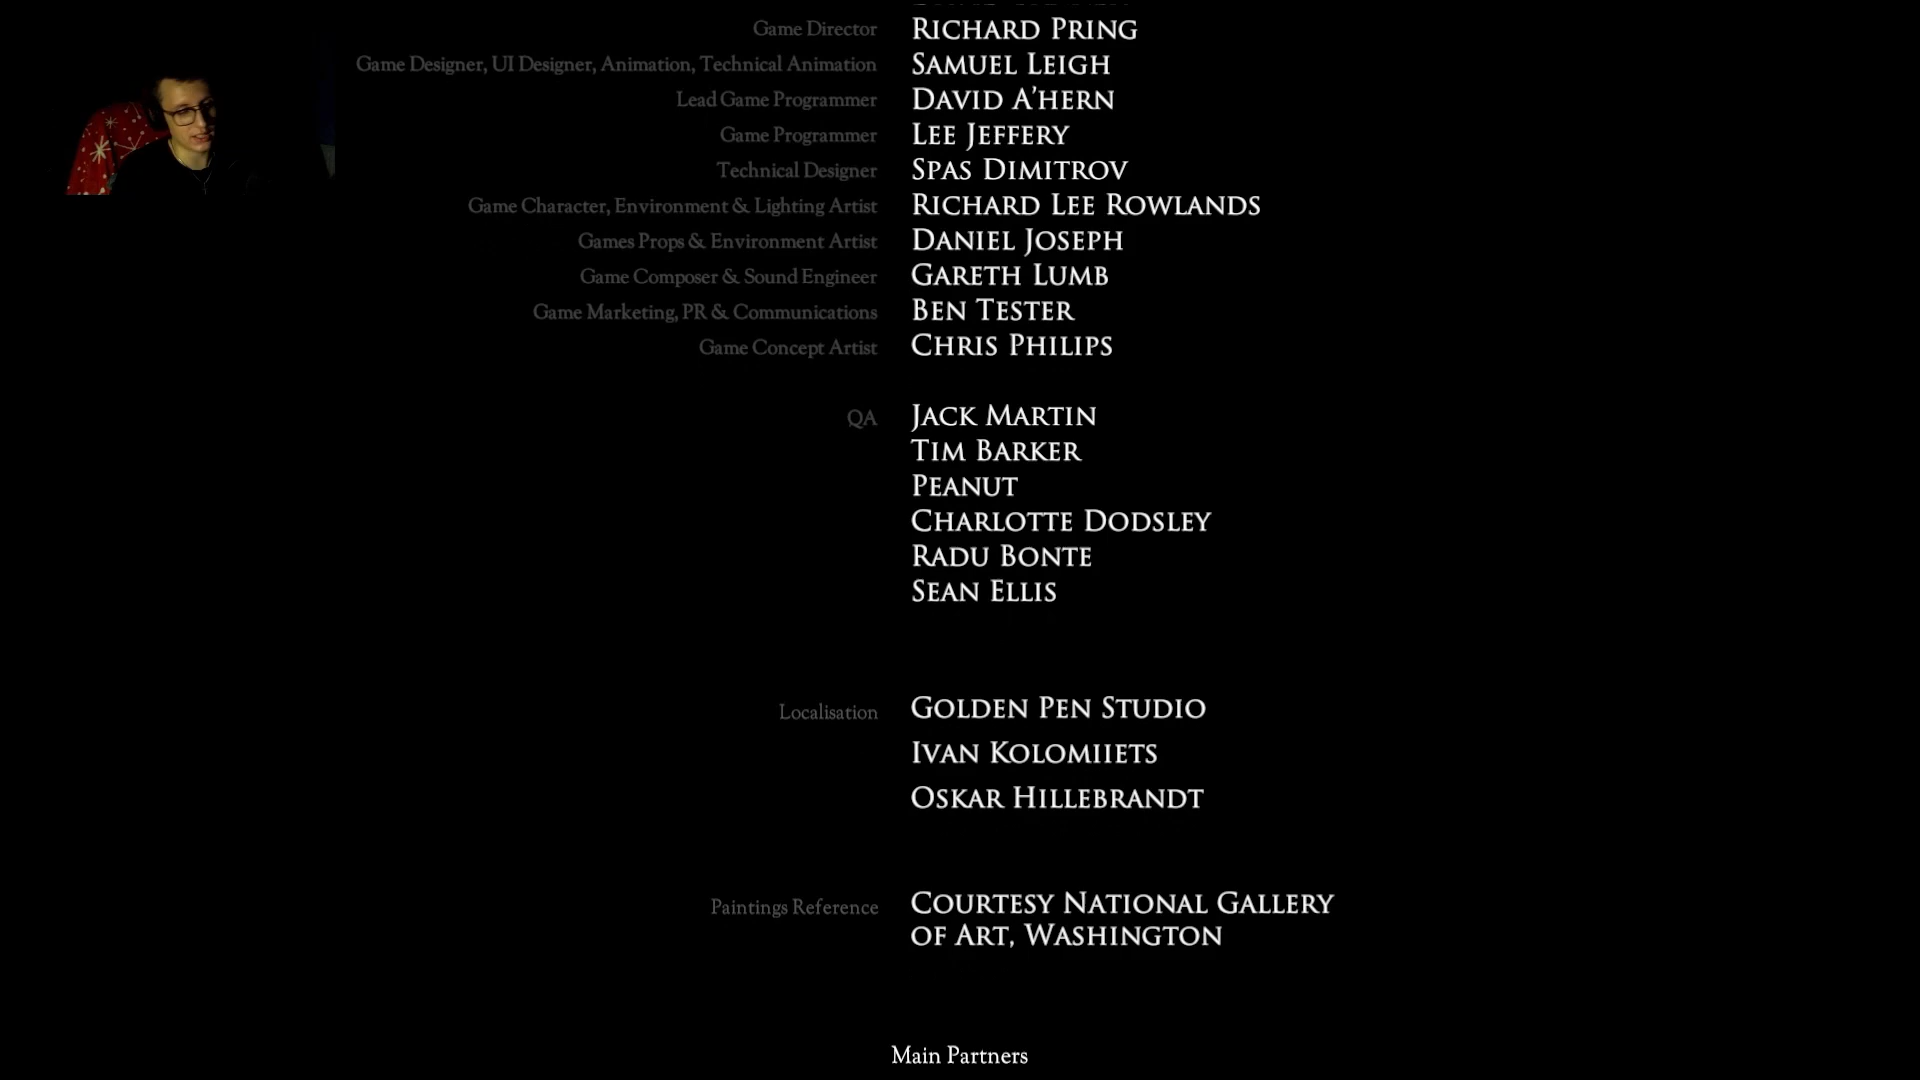 Game Director RICHARD PRING
Game Designer, UI Designer, Animation, Technical Animation SAMUEL LEIGH
Lead Game Programmer DAVID A'HERN
Game Programmer LEE JEFFERY
Technical Designer SPAS DIMITROV
Game Character, Environment & Lighting Artist RICHARD LEE ROWLANDS
Games Props & Environment Artist DANIEL JOSEPH
Game Composer & Sound Engineer GARETH LUMB
Game Marketing, PR & Communications BEN TESTER
Game Concept Artist CHRIS PHILIPS
QA JACK MARTIN
TIM BARKER
PEANUT
CHARLOTTE DODSLEY
RADU BONTE
SEAN ELLIS
Localisation GOLDEN PEN STUDIO
IVAN KOLOMIIETS
OSKAR HILLEBRANDT
Paintings Reference COURTESY NATIONAL GALLERY
OF ART, WASHINGTON
Main Partners